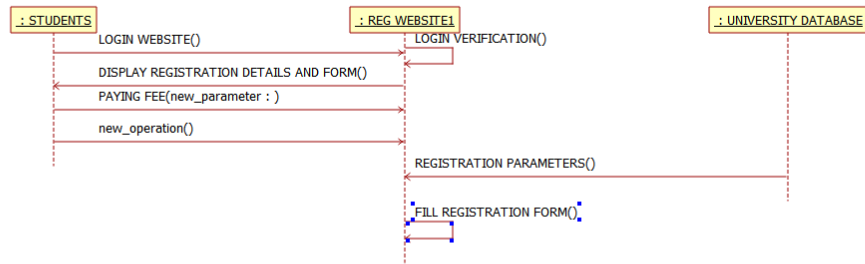 : STUDENTS
: REG WEBSITE1
: UNIVERSITY DATABASE
LOGIN WEBSITE()
LOGIN VERIFICATION()
DISPLAY REGISTRATION DETAILS AND FORM()
PAYING FEE(new_parameter : )
new_operation()
REGISTRATION PARAMETERS()
FILL REGISTRATION FORM()